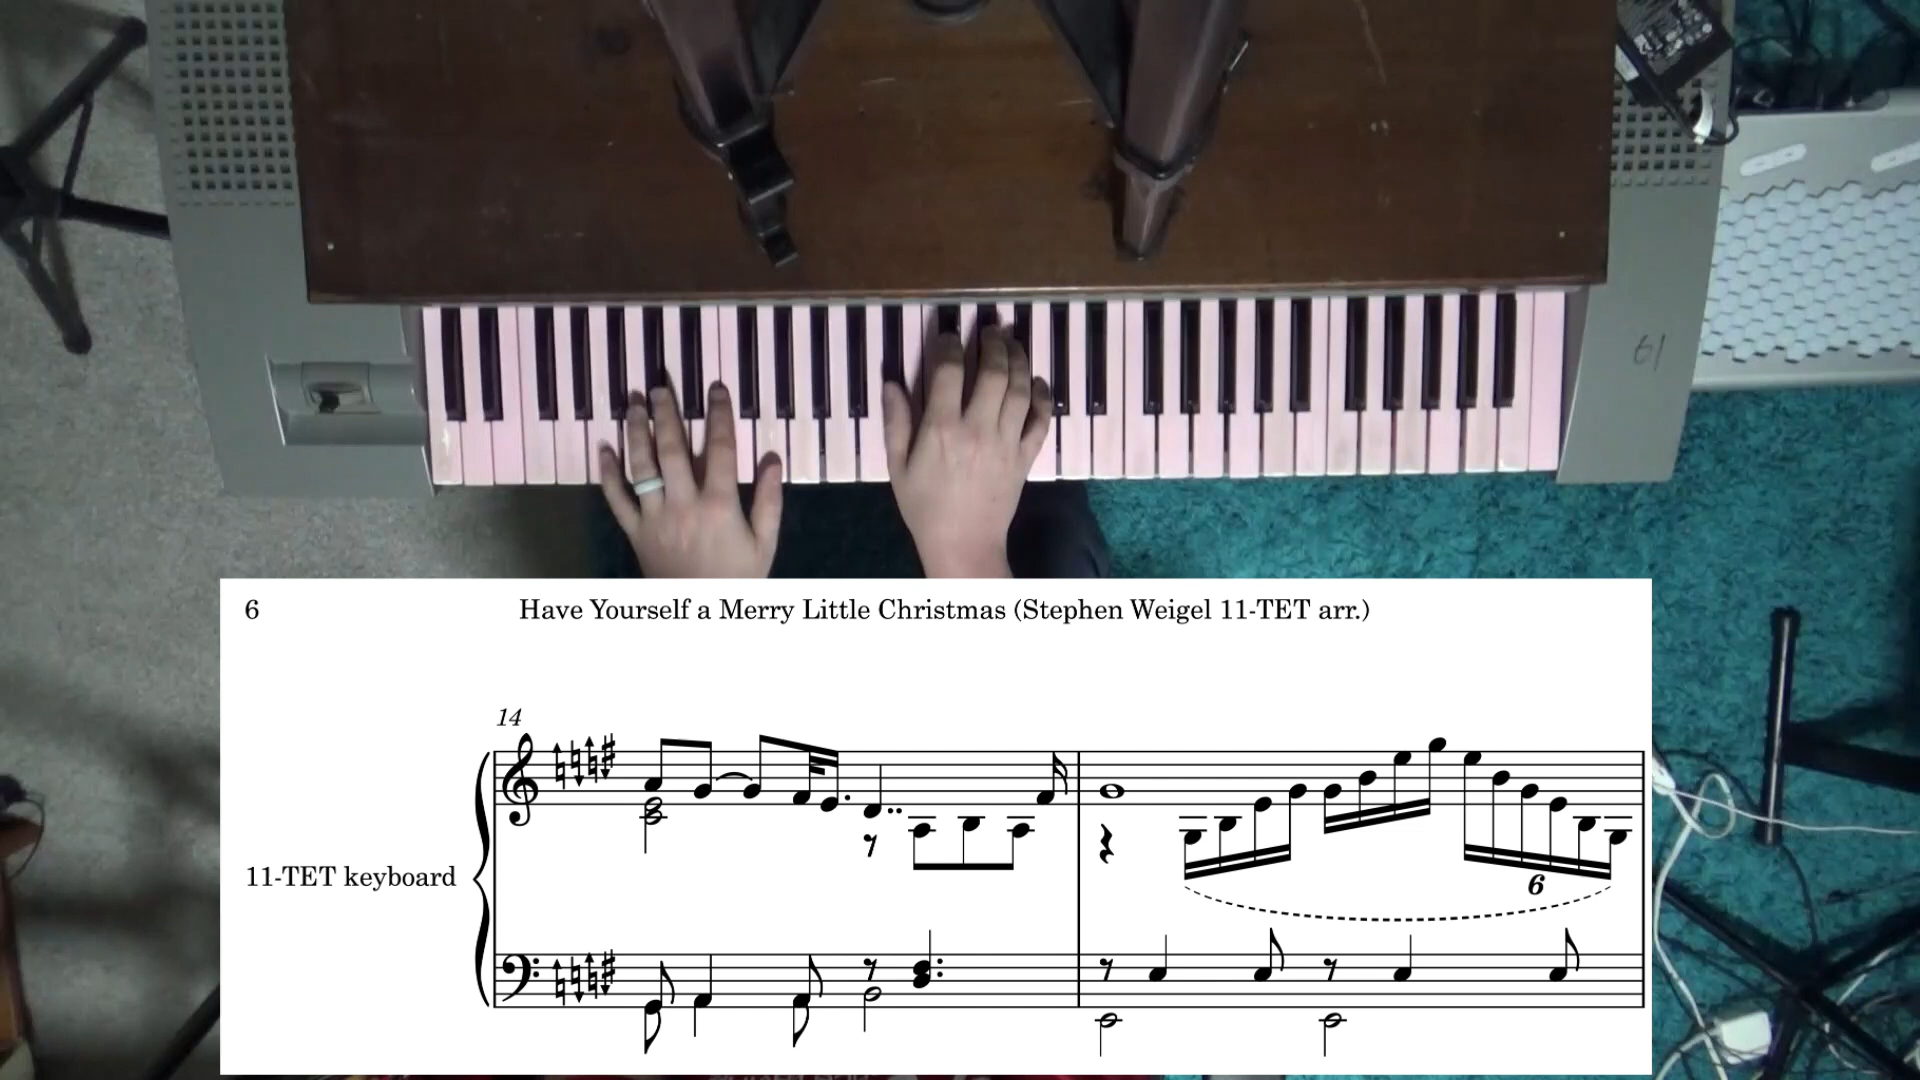 61
6 Have Yourself a Merry Little Christmas (Stephen Weigel 11-TET arr.)
14
11-TET keyboard
6